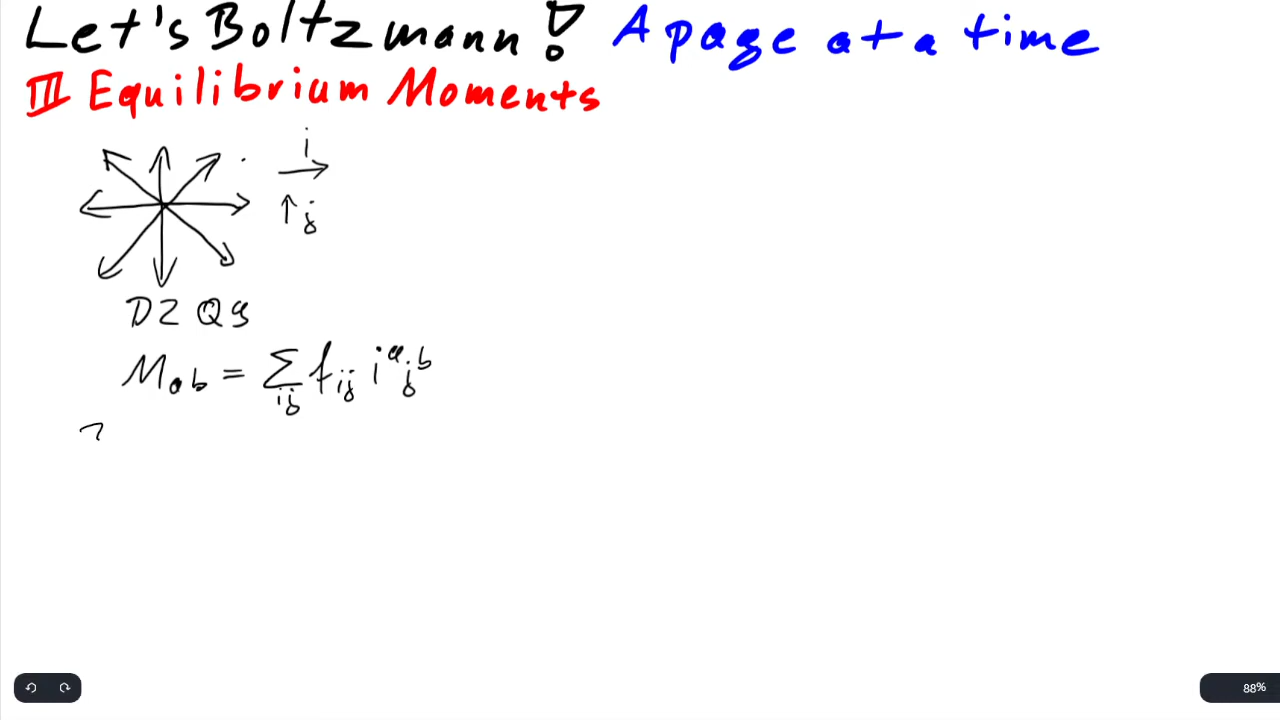 Let's Boltzmann! A page at a time
III Equilibrium Moments
i
j
D2Q9
M_ab = Σ_ij f_ij i^a j^b
88%